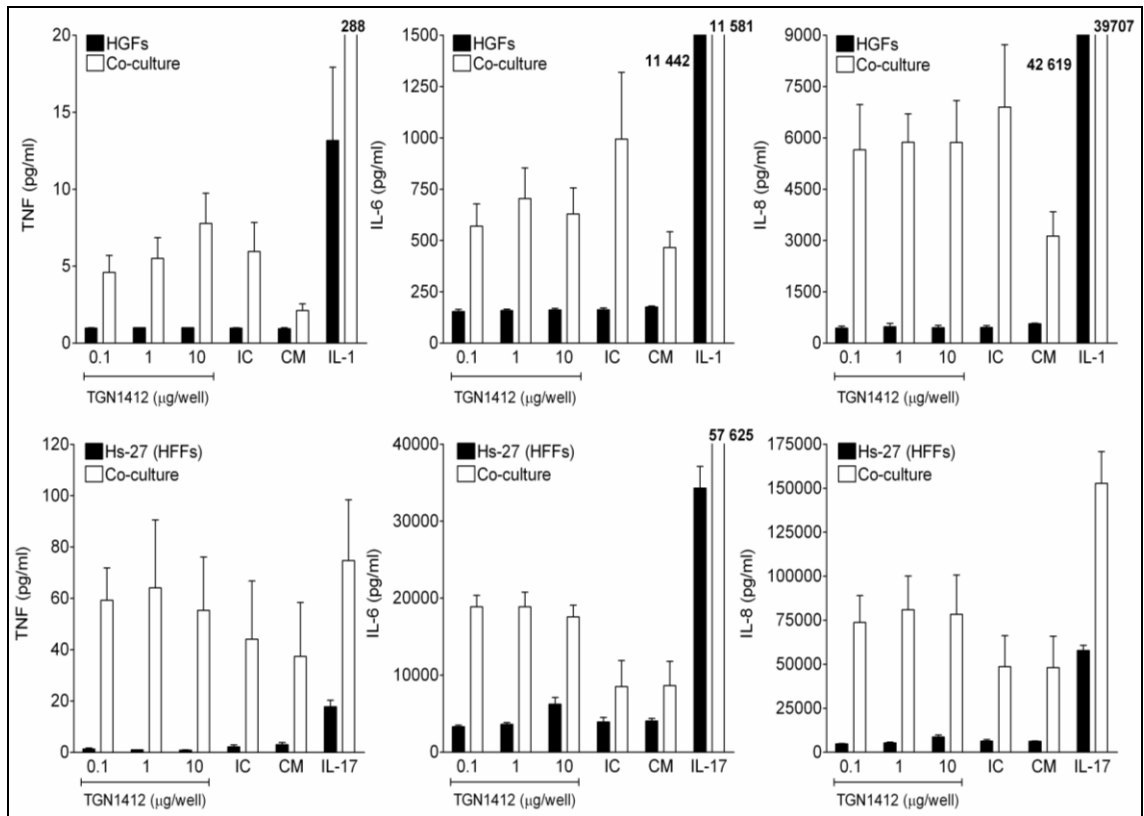 288
20
HGFs
Co-culture
15
10
5
0
TNF (pg/ml)
0.1 1 10 IC CM IL-1
TGN1412 (μg/well)
11 581
1500
HGFs
Co-culture
11 442
1250
1000
750
500
250
0
IL-6 (pg/ml)
0.1 1 10 IC CM IL-1
TGN1412 (μg/well)
39707
9000
HGFs
Co-culture
42 619
7500
6000
4500
3000
1500
0
IL-8 (pg/ml)
0.1 1 10 IC CM IL-1
TGN1412 (μg/well)
120
Hs-27 (HFFs)
Co-culture
100
80
60
40
20
0
TNF (pg/ml)
0.1 1 10 IC CM IL-17
TGN1412 (μg/well)
57 625
40000
Hs-27 (HFFs)
Co-culture
30000
20000
10000
0
IL-6 (pg/ml)
0.1 1 10 IC CM IL-17
TGN1412 (μg/well)
175000
Hs-27 (HFFs)
Co-culture
150000
125000
100000
75000
50000
25000
0
IL-8 (pg/ml)
0.1 1 10 IC CM IL-17
TGN1412 (μg/well)